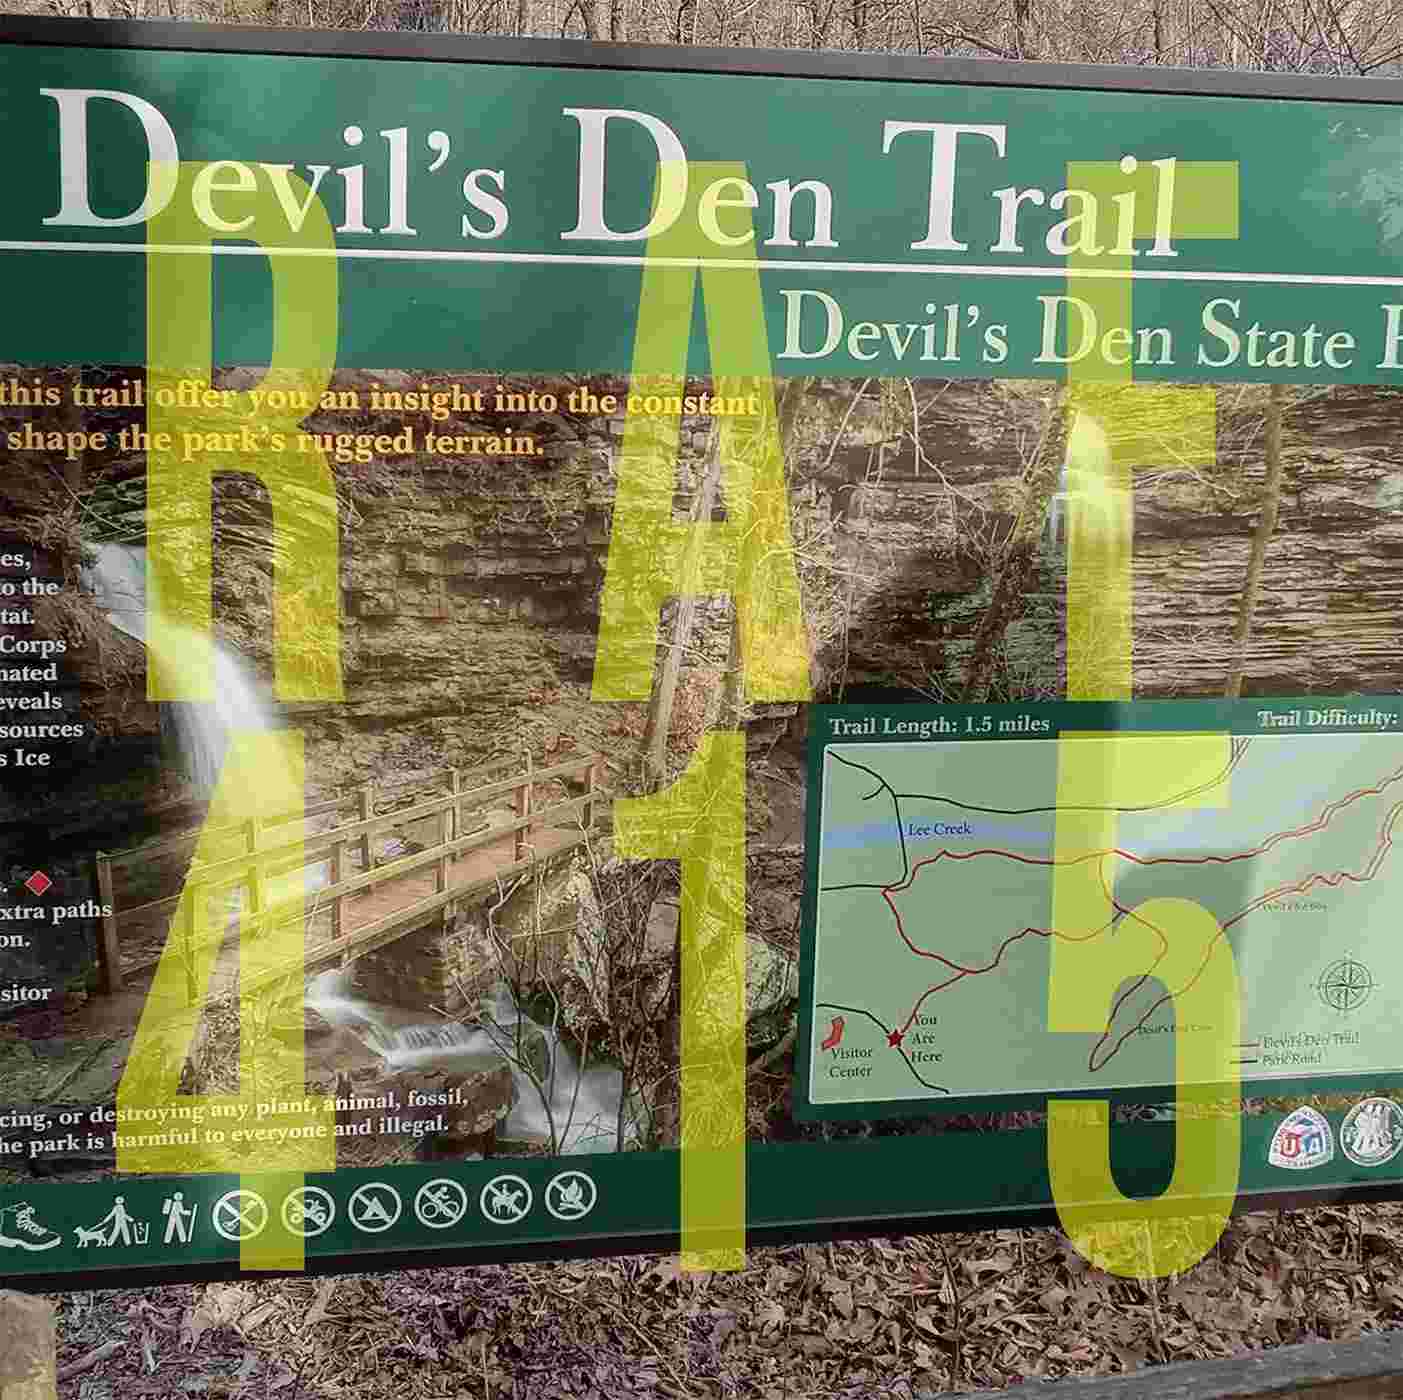 Devil's Den Trail
Devil's Den State
this trail offer you an insight into the constant
shape the park's rugged terrain.
RAF
415
es,
o the
tat.
Corps
nated
eveals
sources
s Ice
xtra paths
on.
sitor
cing, or destroying any plant, animal, fossil,
he park is harmful to everyone and illegal.
Trail Length: 1.5 miles
Trail Difficulty:
Lee Creek
You
Are
Here
Visitor
Center
Devil's Den Trail
Park Road